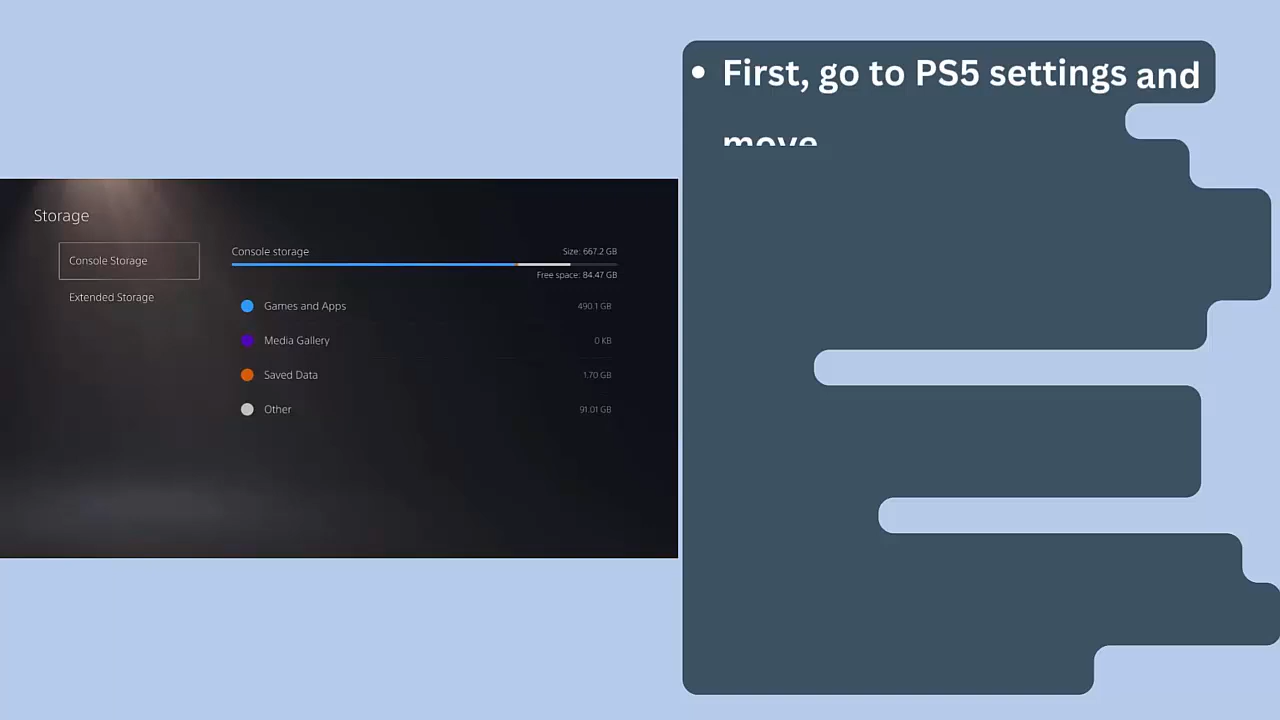 Storage
Console Storage
Extended Storage
Console storage
Size: 667.2 GB
Free space: 84.47 GB
Games and Apps 490.1 GB
Media Gallery 0 KB
Saved Data 1.70 GB
Other 91.01 GB
• First, go to PS5 settings and
move